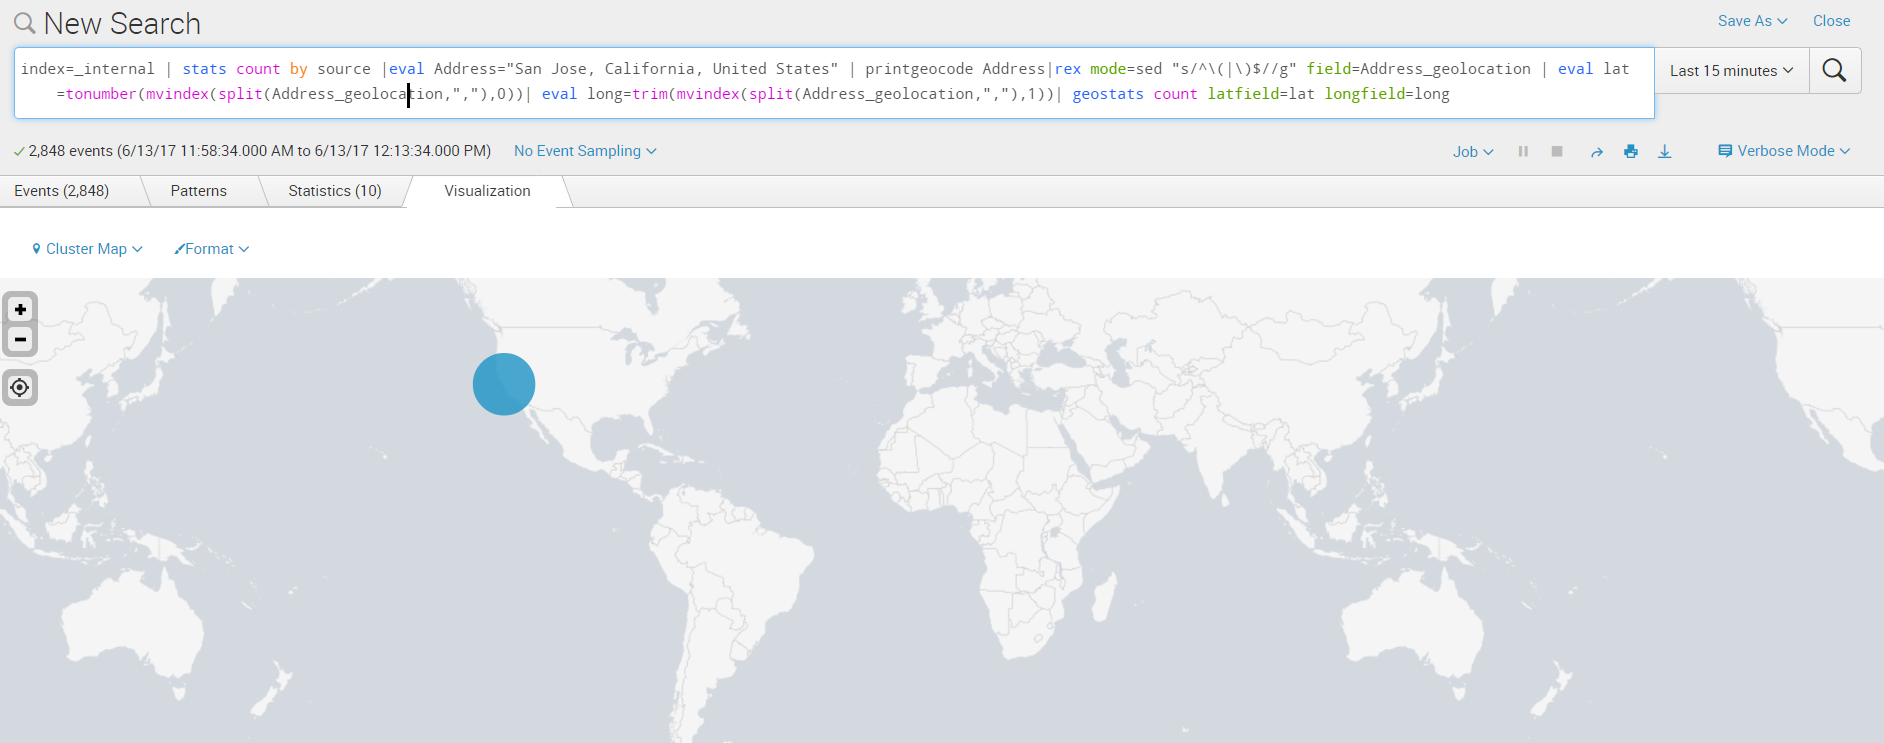 New Search
Save As
Close
index=_internal | stats count by source |eval Address="San Jose, California, United States" | printgeocode Address|rex mode=sed "s/^\(|\)$//g" field=Address_geolocation | eval lat
=tonumber(mvindex(split(Address_geolocation,","),0))| eval long=trim(mvindex(split(Address_geolocation,","),1))| geostats count latfield=lat longfield=long
Last 15 minutes
2,848 events (6/13/17 11:58:34.000 AM to 6/13/17 12:13:34.000 PM)
No Event Sampling
Job
Verbose Mode
Events (2,848)
Patterns
Statistics (10)
Visualization
Cluster Map
Format